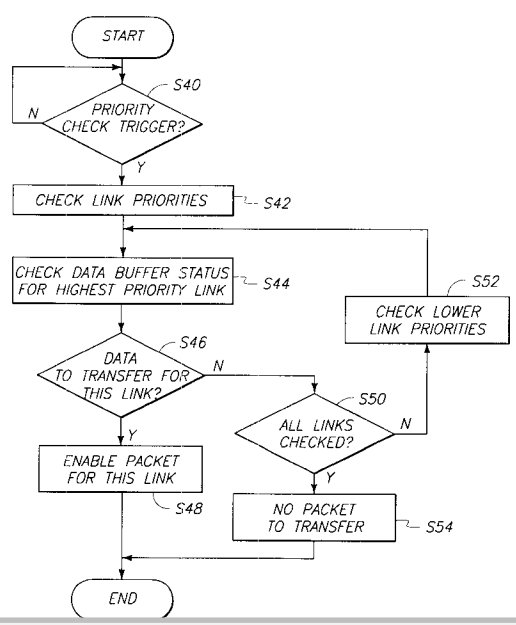 START
S40
N
PRIORITY
CHECK TRIGGER?
Y
CHECK LINK PRIORITIES
S42
CHECK DATA BUFFER STATUS
FOR HIGHEST PRIORITY LINK
S44
S52
CHECK LOWER
LINK PRIORITIES
S46
DATA
TO TRANSFER FOR
THIS LINK?
N
Y
S50
ALL LINKS
CHECKED?
N
Y
ENABLE PACKET
FOR THIS LINK
S48
NO PACKET
TO TRANSFER
S54
END